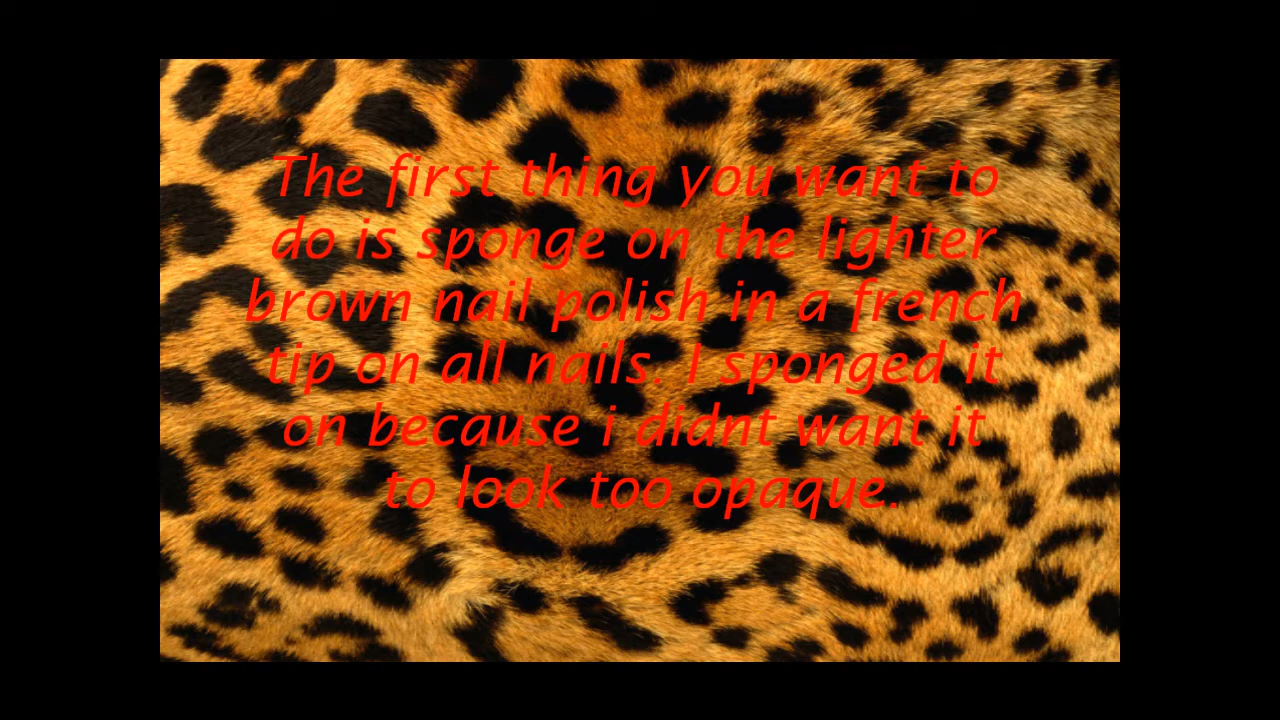 The first thing you want to
do is sponge on the lighter
brown nail polish in a french
tip on all nails. I sponged it
on because i didnt want it
to look too opaque.